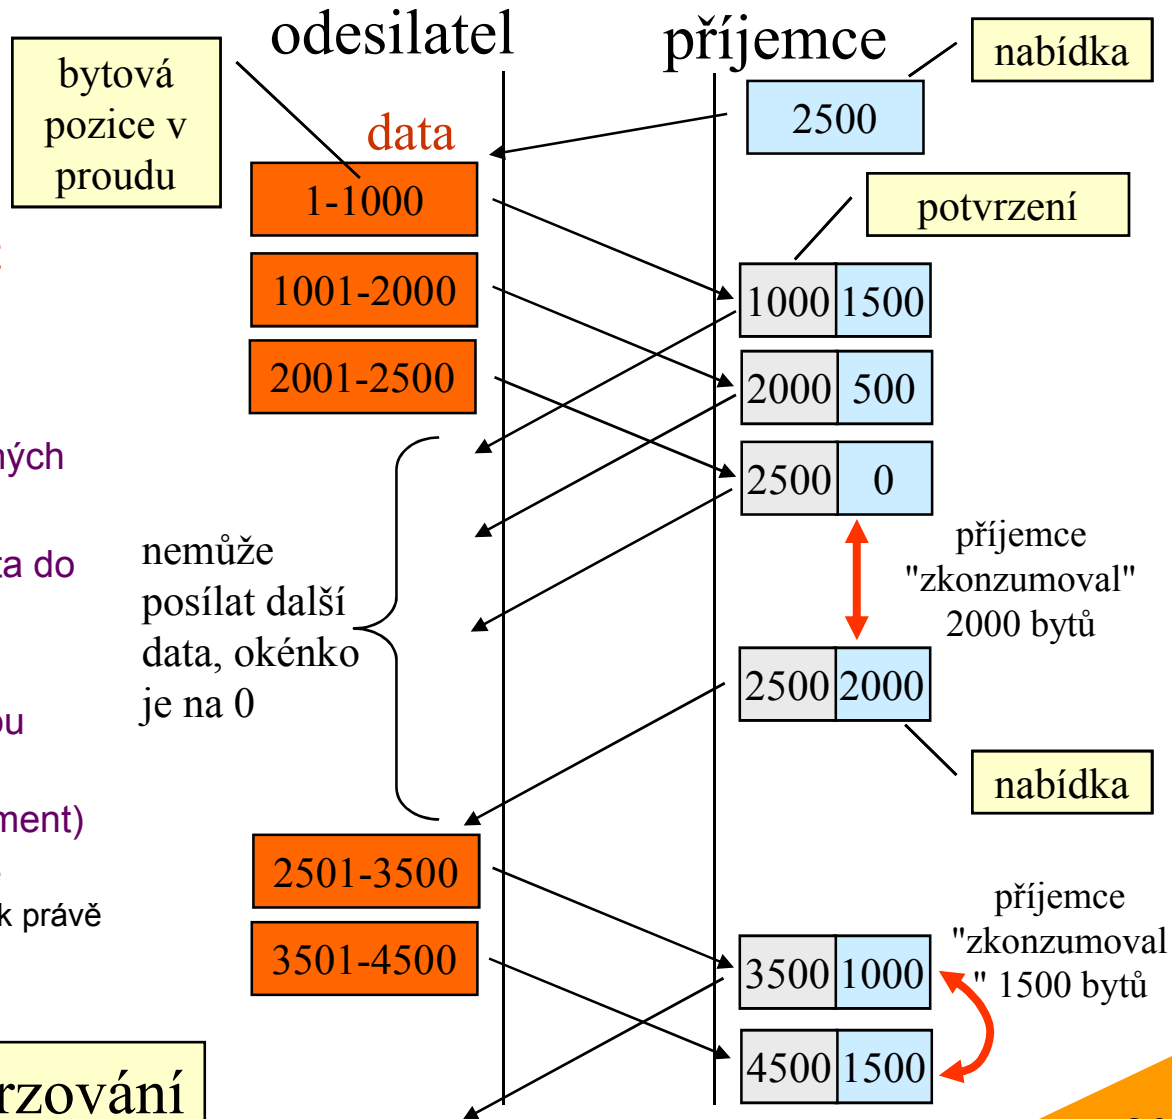 odesilatel
příjemce
nabídka
bytová
pozice v
proudu
data
2500
1-1000
potvrzení
1001-2000
1000 1500
2001-2500
2000 500
ných
2500 0
ta do
nemůže
posílat další
data, okénko
je na 0
příjemce
"zkonzumoval"
2000 bytů
2500 2000
ou
nabídka
ment)
2501-3500
k právě
příjemce
"zkonzumoval
" 1500 bytů
3501-4500
3500 1000
4500 1500
rzování